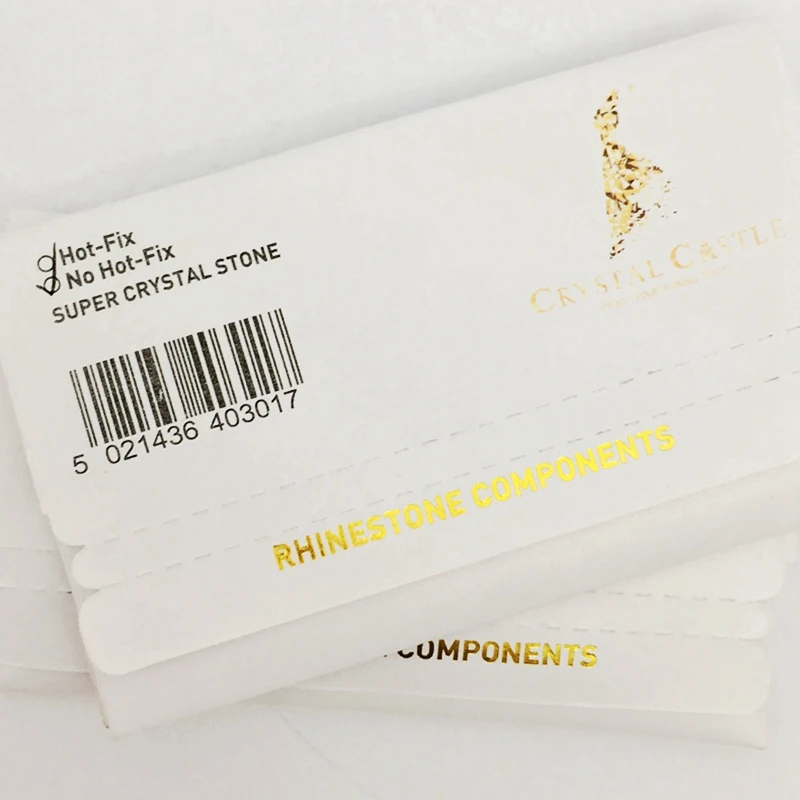 Hot-Fix
No Hot-Fix
SUPER CRYSTAL STONE
5 021436 403017
CRYSTAL CASTLE
RHINESTONE COMPONENTS
COMPONENTS